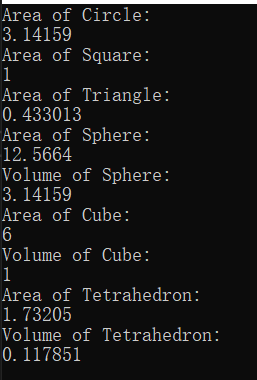 Area of Circle:
3.14159
Area of Square:
1
Area of Triangle:
0.433013
Area of Sphere:
12.5664
Volume of Sphere:
3.14159
Area of Cube:
6
Volume of Cube:
1
Area of Tetrahedron:
1.73205
Volume of Tetrahedron:
0.117851